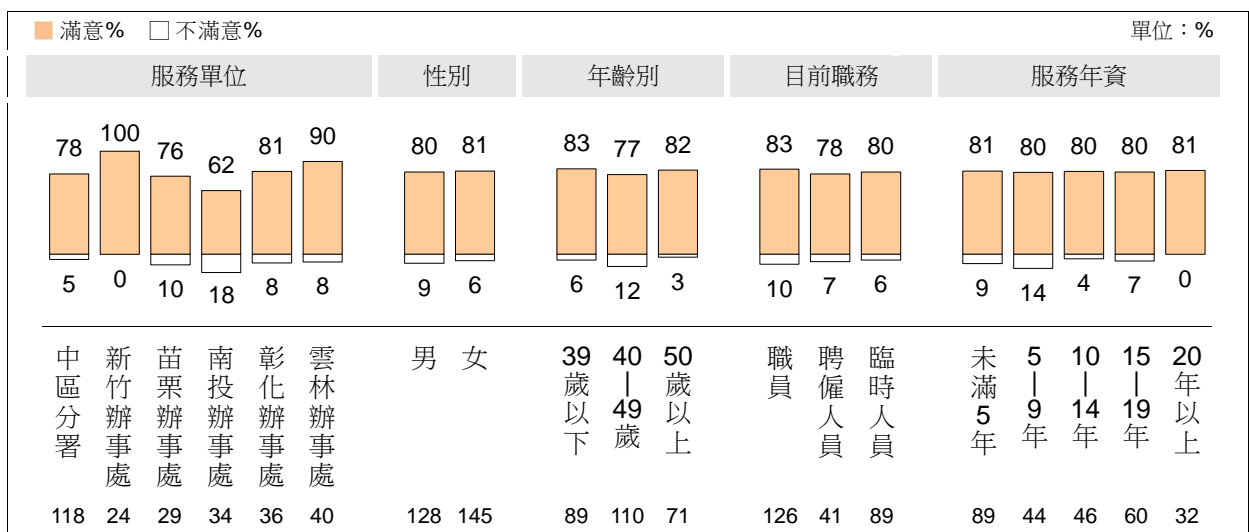 滿意% 不滿意% 單位：%
服務單位 性別 年齡別 目前職務 服務年資
78 100 76 62 81 90 80 81 83 77 82 83 78 80 81 80 80 80 81
5 0 10 18 8 8 9 6 6 12 3 10 7 6 9 14 4 7 0
中區分署 新竹辦事處 苗栗辦事處 南投辦事處 彰化辦事處 雲林辦事處 男 女 39歲以下 40–49歲 50歲以上 職員 聘僱人員 臨時人員 未滿5年 5–9年 10–14年 15–19年 20年以上
118 24 29 34 36 40 128 145 89 110 71 126 41 89 89 44 46 60 32